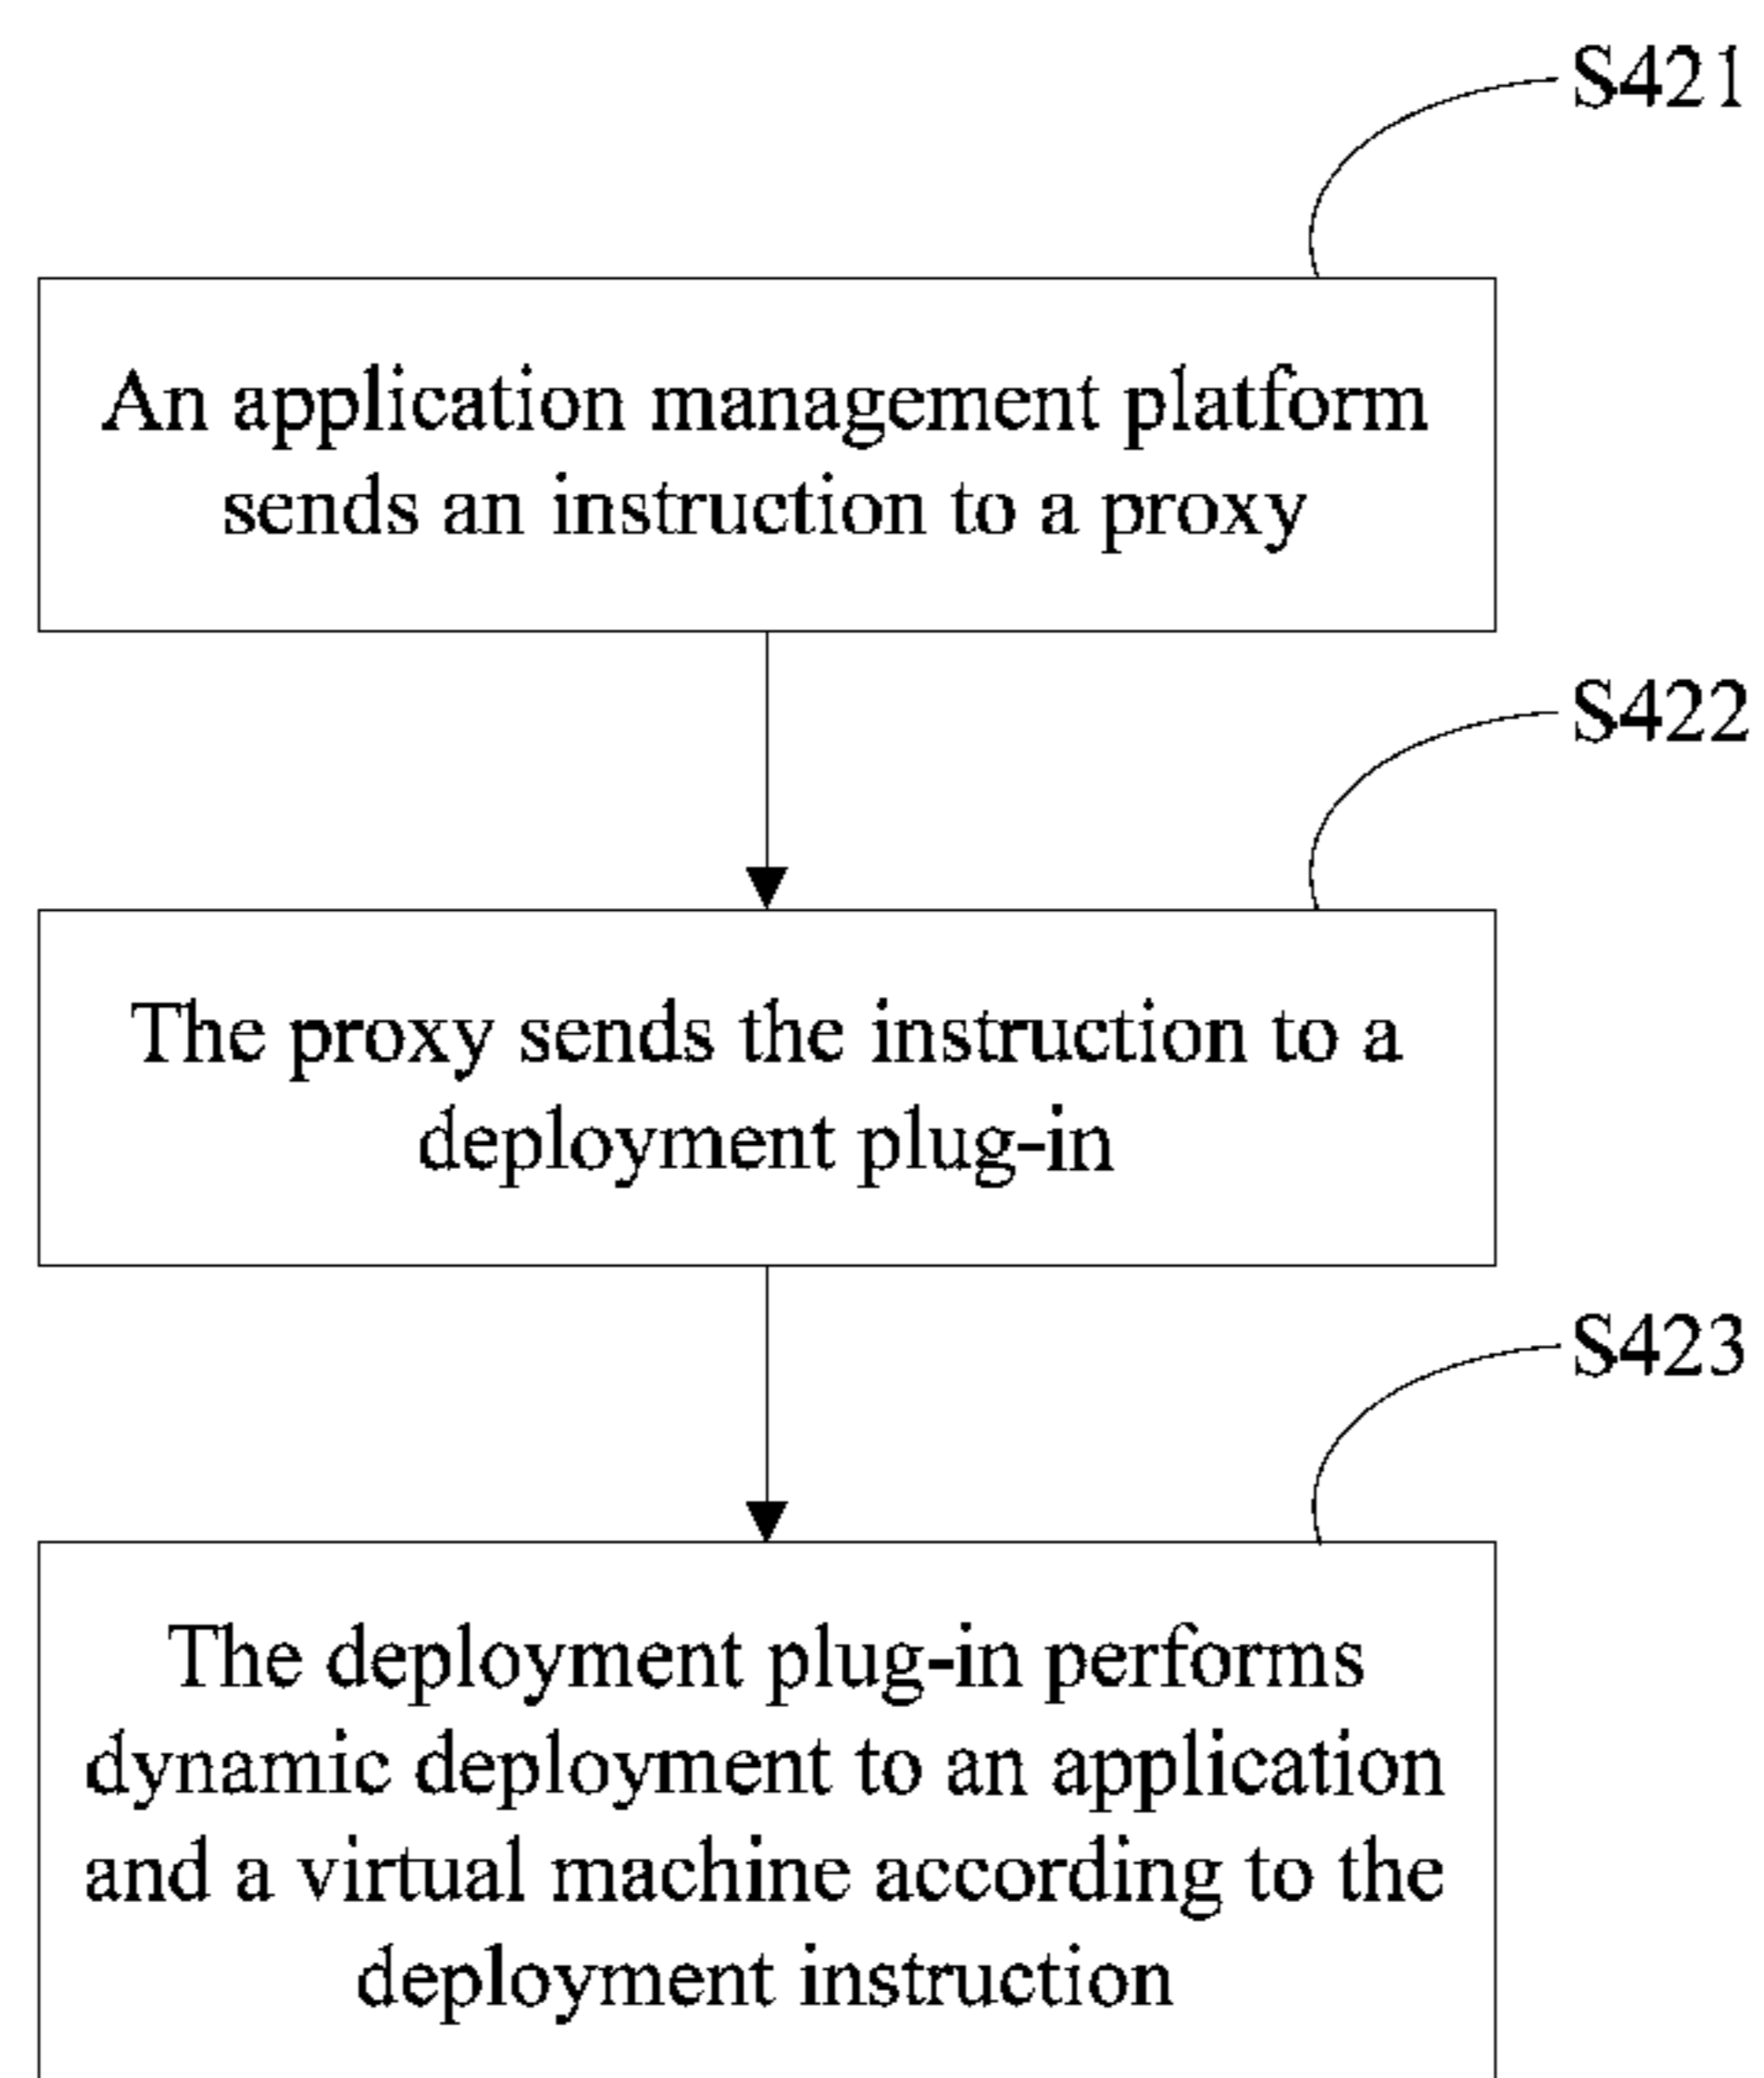 S421
An application management platform
sends an instruction to a proxy
S422
The proxy sends the instruction to a
deployment plug-in
S423
The deployment plug-in performs
dynamic deployment to an application
and a virtual machine according to the
deployment instruction